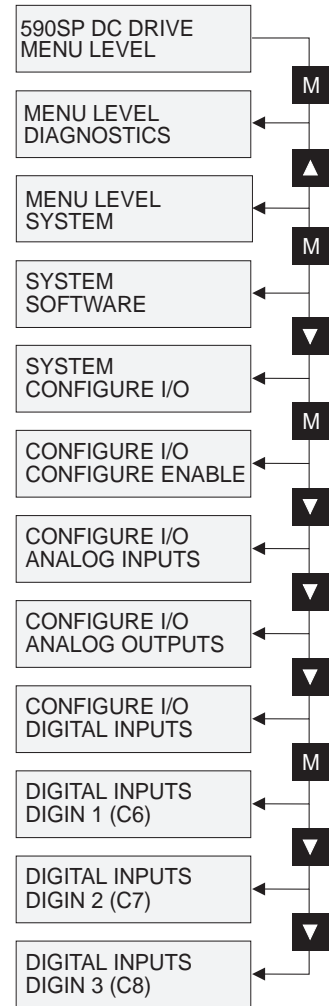 590SP DC DRIVE
MENU LEVEL
M
MENU LEVEL
DIAGNOSTICS
MENU LEVEL
SYSTEM
M
SYSTEM
SOFTWARE
SYSTEM
CONFIGURE I/O
M
CONFIGURE I/O
CONFIGURE ENABLE
CONFIGURE I/O
ANALOG INPUTS
CONFIGURE I/O
ANALOG OUTPUTS
CONFIGURE I/O
DIGITAL INPUTS
M
DIGITAL INPUTS
DIGIN 1 (C6)
DIGITAL INPUTS
DIGIN 2 (C7)
DIGITAL INPUTS
DIGIN 3 (C8)